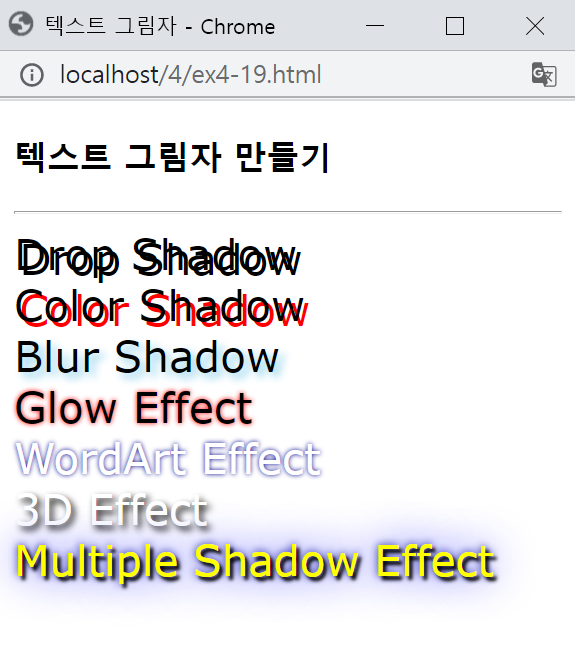 텍스트 그림자 - Chrome
localhost/4/ex4-19.html
텍스트 그림자 만들기
Drop Shadow
Color Shadow
Blur Shadow
Glow Effect
WordArt Effect
3D Effect
Multiple Shadow Effect